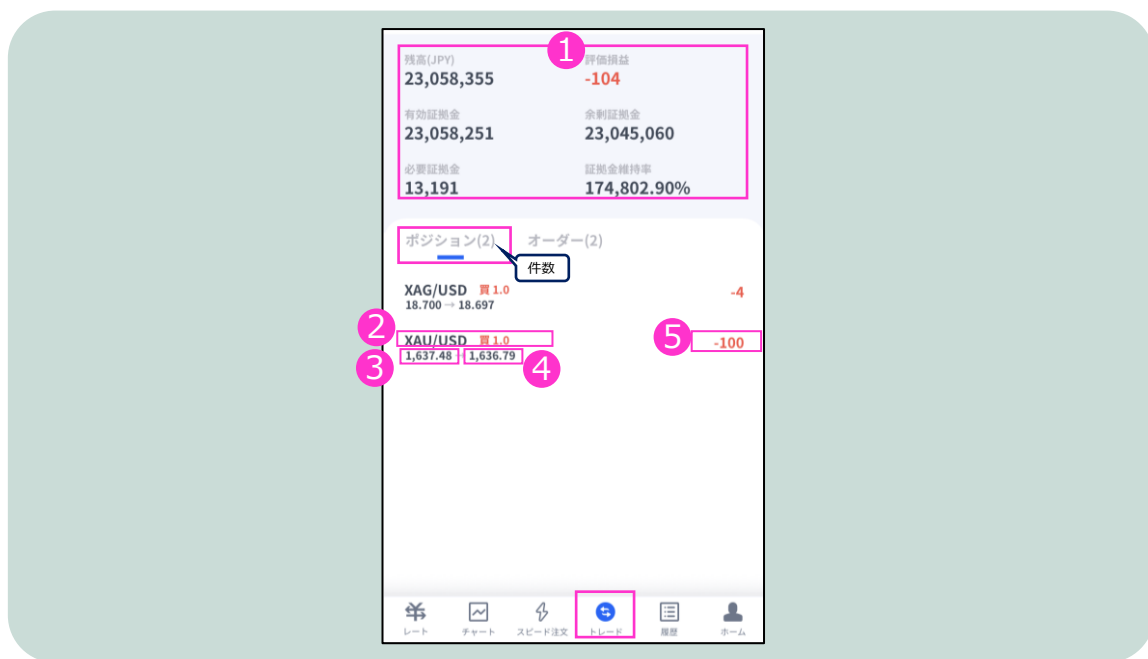 1
残高(JPY) 評価損益
23,058,355 -104
有効証拠金 余剰証拠金
23,058,251 23,045,060
必要証拠金 証拠金維持率
13,191 174,802.90%
ポジション(2) オーダー(2)
件数
XAG/USD 買 1.0 -4
18.700 → 18.697
2 XAU/USD 買 1.0 5 -100
3 1,637.48 1,636.79 4
レート チャート スピード注文 トレード 履歴 ホーム